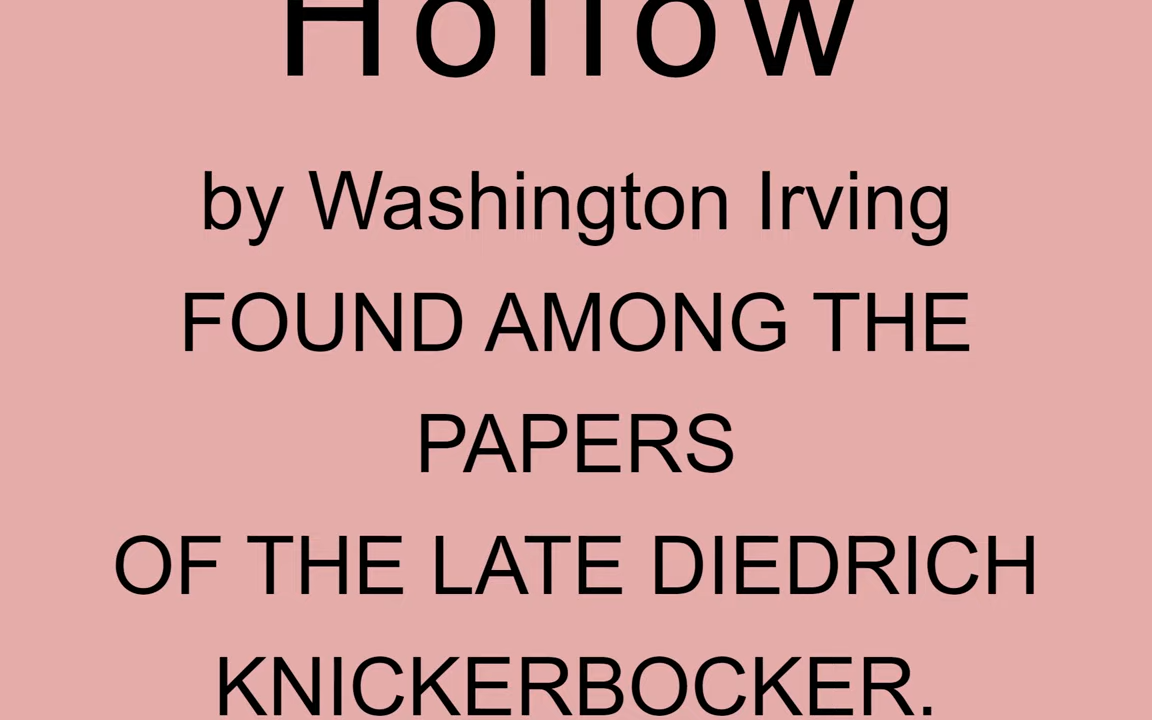 Hollow
by Washington Irving
FOUND AMONG THE
PAPERS
OF THE LATE DIEDRICH
KNICKERBOCKER.